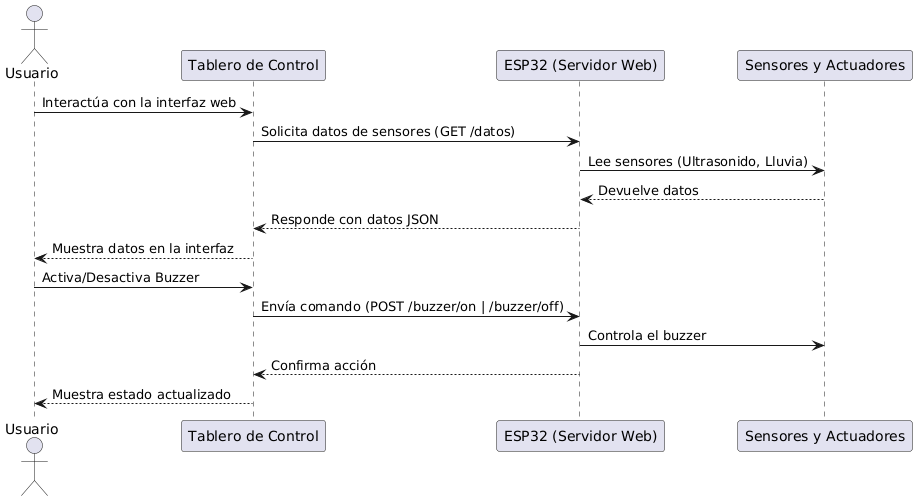 Usuario
Tablero de Control
ESP32 (Servidor Web)
Sensores y Actuadores
Interactúa con la interfaz web
Solicita datos de sensores (GET /datos)
Lee sensores (Ultrasonido, Lluvia)
Devuelve datos
Responde con datos JSON
Muestra datos en la interfaz
Activa/Desactiva Buzzer
Envía comando (POST /buzzer/on | /buzzer/off)
Controla el buzzer
Confirma acción
Muestra estado actualizado
Usuario
Tablero de Control
ESP32 (Servidor Web)
Sensores y Actuadores